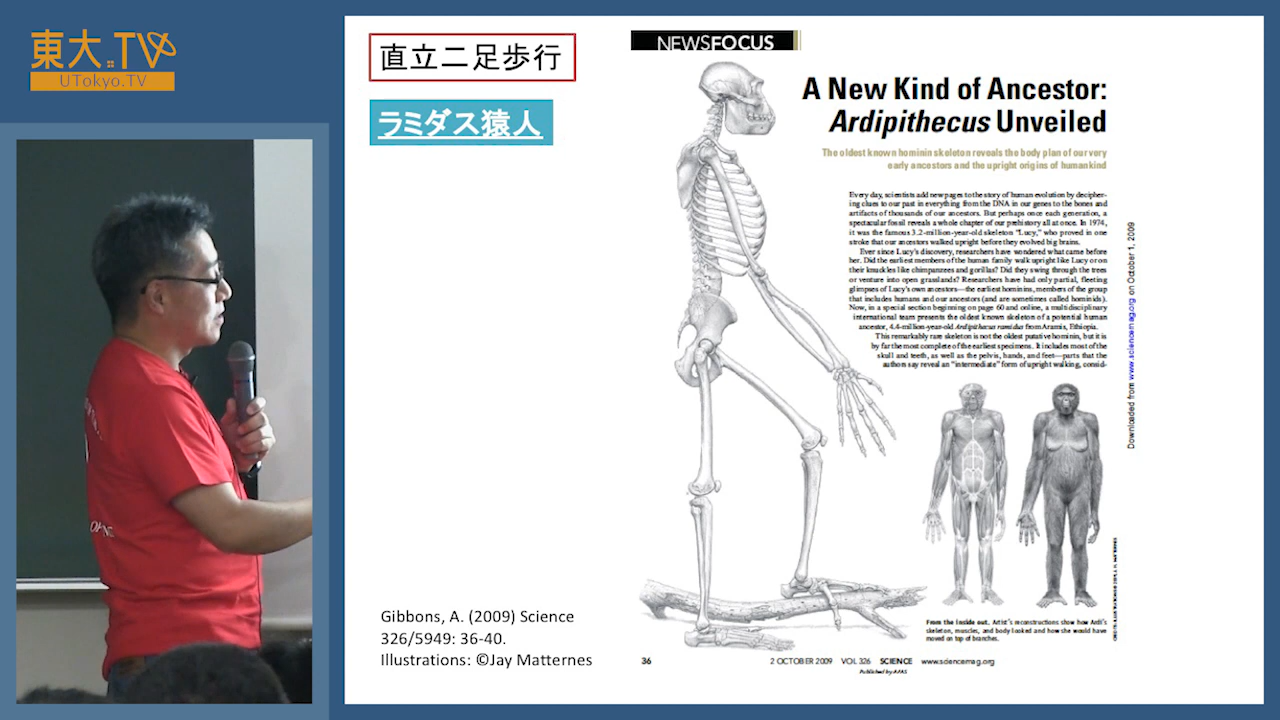 東大.TV
UTokyo.TV
直立二足歩行
ラミダス猿人
Gibbons, A. (2009) Science
326/5949: 36-40.
Illustrations: ©Jay Matternes
NEWSFOCUS
A New Kind of Ancestor:
Ardipithecus Unveiled
The oldest known hominin skeleton reveals the body plan of our very
early ancestors and the upright origins of humankind
Every day, scientists add new pages to the story of human evolution by decipher-
ing clues to our past in everything from the DNA in our genes to the bones and
artifacts of thousands of our ancestors. But perhaps once each generation, a
spectacular fossil reveals a whole chapter of our prehistory all at once. In 1974,
it was the famous 3.2-million-year-old skeleton "Lucy," who proved in one
stroke that our ancestors walked upright before they evolved big brains.
Ever since Lucy's discovery, researchers have wondered what came before
her. Did the earliest members of the human family walk upright like Lucy or on
their knuckles like chimpanzees and gorillas? Did they swing through the trees
or venture into open grasslands? Researchers have had only partial, fleeting
glimpses of Lucy's own ancestors—the earliest hominins, members of the group
that includes humans and our ancestors (and are sometimes called hominids).
Now, in a special section beginning on page 60 and online, a multidisciplinary
international team presents the oldest known skeleton of a potential human
ancestor, 4.4-million-year-old Ardipithecus ramidus from Aramis, Ethiopia.
This remarkably rare skeleton is not the oldest putative hominin, but it is
by far the most complete of the earliest specimens. It includes most of the
skull and teeth, as well as the pelvis, hands, and feet—parts that the
authors say reveal an "intermediate" form of upright walking, consid-
Downloaded from www.sciencemag.org on October 1, 2009
From the inside out. Artist's reconstructions show how Ardi's
skeleton, muscles, and body looked and how she would have
moved on top of branches.
36
2 OCTOBER 2009 VOL 326 SCIENCE www.sciencemag.org
Published by AAAS